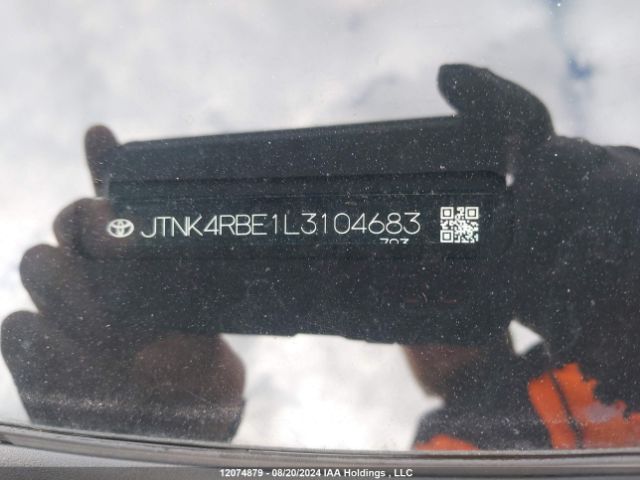 JTNK4RBE1L3104683
12074879 - 08/20/2024 IAA Holdings , LLC